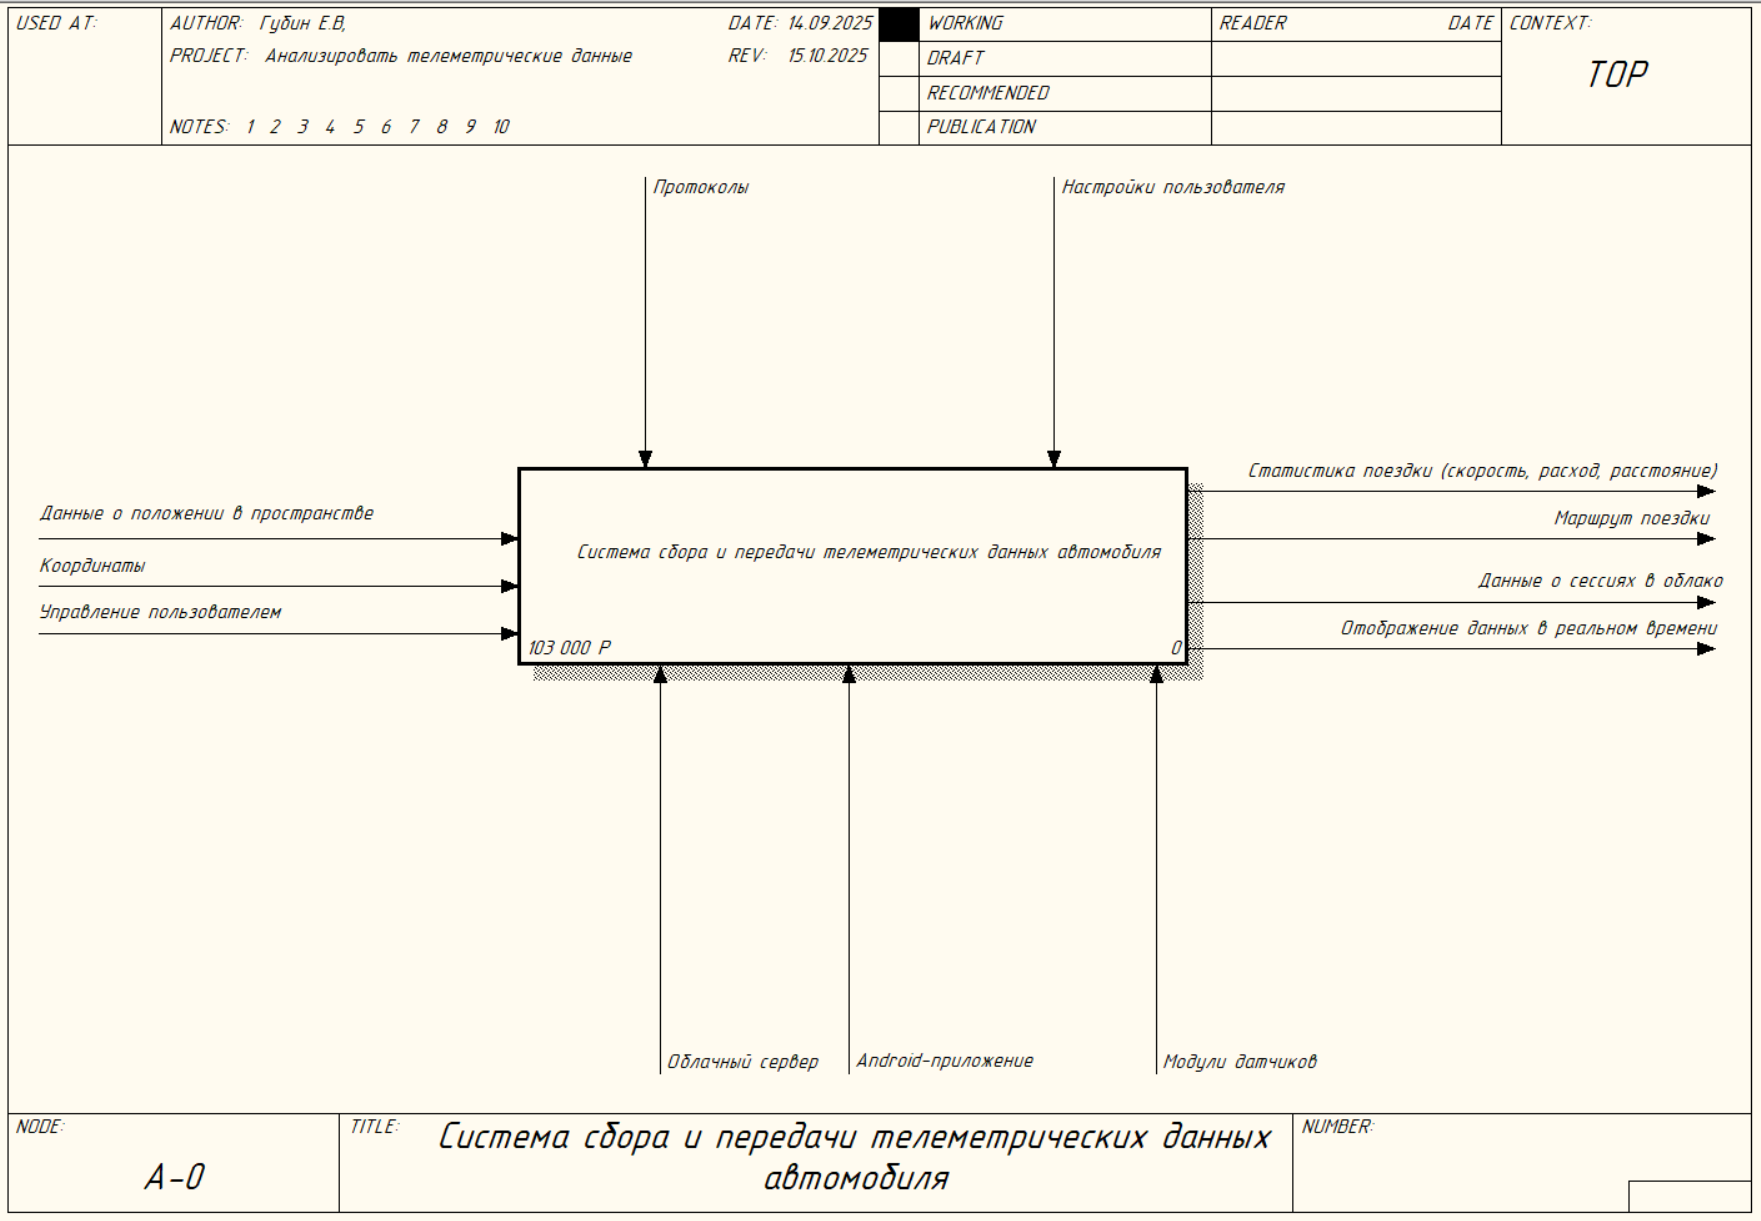 USED AT:
AUTHOR: Губин Е.В,
DATE: 14.09.2025
PROJECT: Анализировать телеметрические данные
REV: 15.10.2025
NOTES: 1 2 3 4 5 6 7 8 9 10
WORKING
DRAFT
RECOMMENDED
PUBLICATION
READER
DATE
CONTEXT:
TOP
Протоколы
Настройки пользователя
Данные о положении в пространстве
Координаты
Управление пользователем
Система сбора и передачи телеметрических данных автомобиля
103 000 Р
0
Статистика поездки (скорость, расход, расстояние)
Маршрут поездки
Данные о сессиях в облако
Отображение данных в реальном времени
Облачный сервер
Android-приложение
Модули датчиков
NODE:
A-0
TITLE:
Система сбора и передачи телеметрических данных
автомобиля
NUMBER: